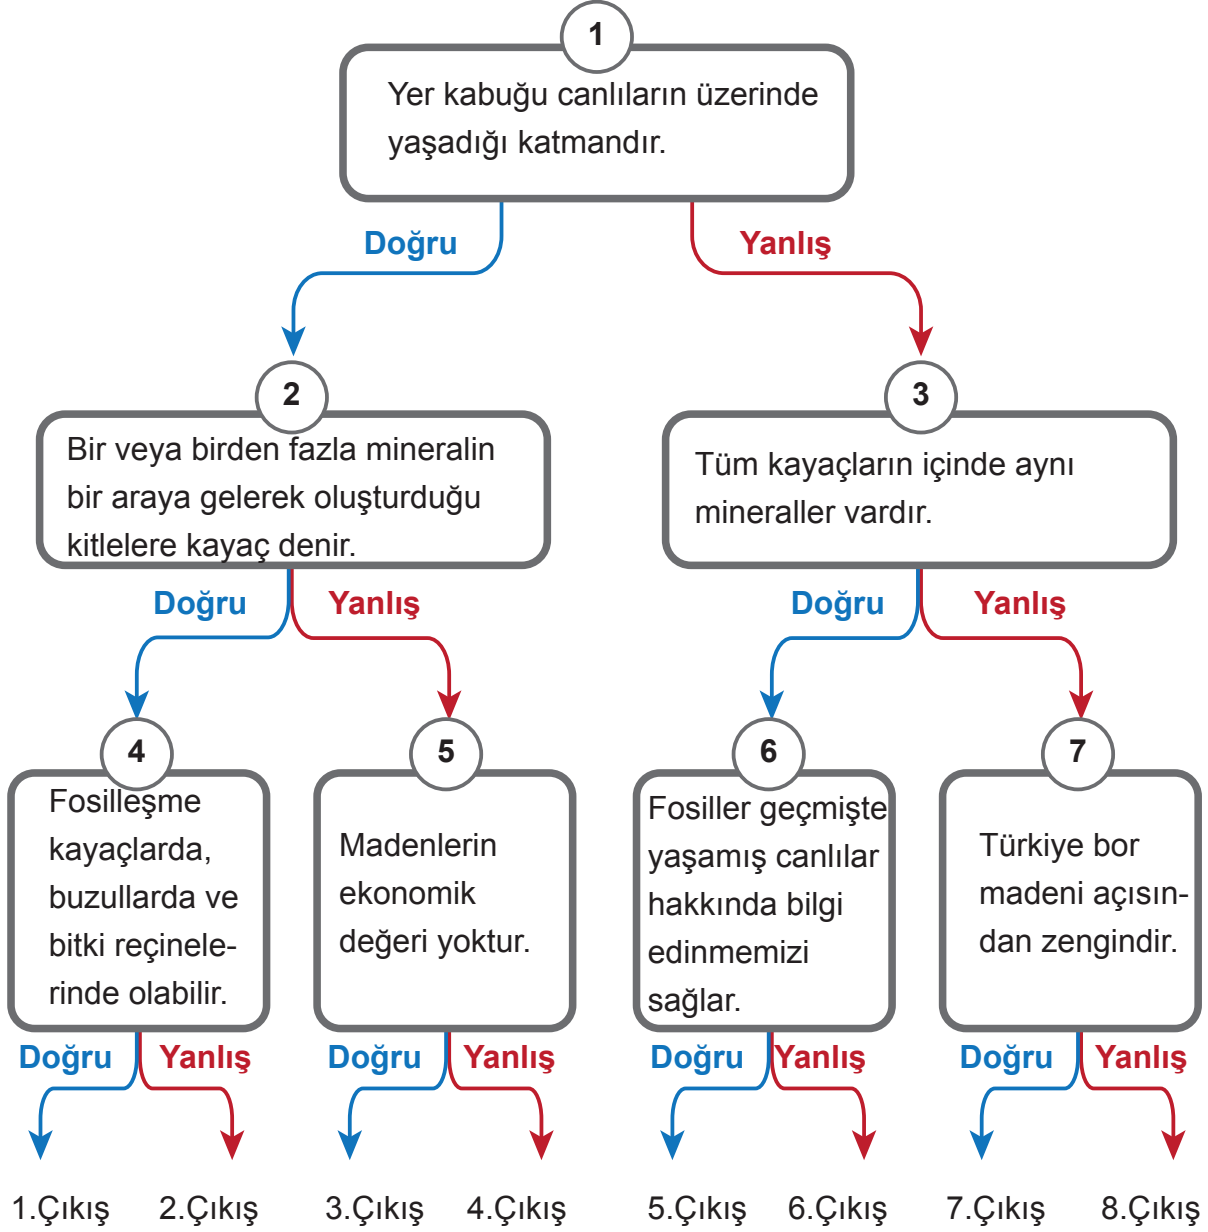 1
Yer kabuğu canlıların üzerinde
yaşadığı katmandır.
Doğru
Yanlış
2
Bir veya birden fazla mineralin
bir araya gelerek oluşturduğu
kitlelere kayaç denir.
3
Tüm kayaçların içinde aynı
mineraller vardır.
Doğru
Yanlış
Doğru
Yanlış
4
Fosilleşme
kayaçlarda,
buzullarda ve
bitki reçinele-
rinde olabilir.
5
Madenlerin
ekonomik
değeri yoktur.
6
Fosiller geçmişte
yaşamış canlılar
hakkında bilgi
edinmemizi
sağlar.
7
Türkiye bor
madeni açısın-
dan zengindir.
Doğru
Yanlış
Doğru
Yanlış
Doğru
Yanlış
Doğru
Yanlış
1.Çıkış
2.Çıkış
3.Çıkış
4.Çıkış
5.Çıkış
6.Çıkış
7.Çıkış
8.Çıkış